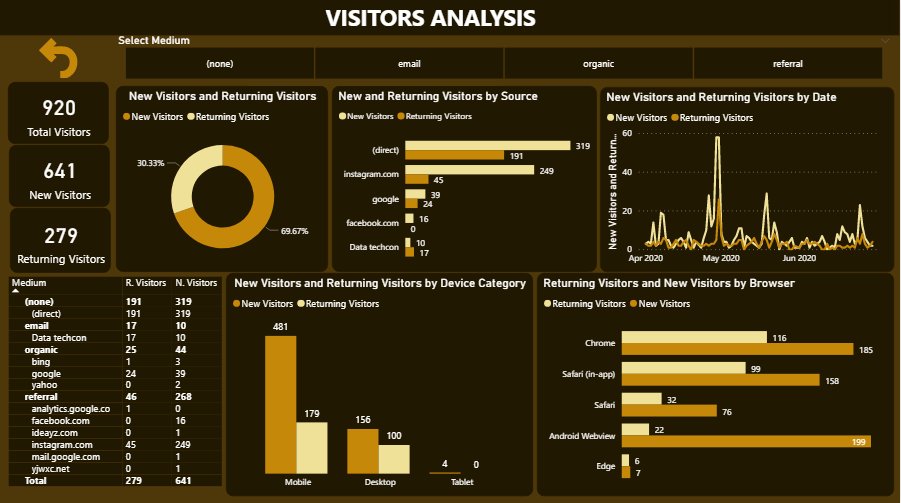 VISITORS ANALYSIS
Select Medium
(none) email organic referral
920
Total Visitors
641
New Visitors
279
Returning Visitors
New Visitors and Returning Visitors
New Visitors Returning Visitors
30.33%
69.67%
New and Returning Visitors by Source
New Visitors Returning Visitors
(direct) 319
191
instagram.com 249
45
google 39
24
facebook.com 16
0
Data techcon 10
17
New Visitors and Returning Visitors by Date
New Visitors Returning Visitors
New Visitors and Return...
60
40
20
0
Apr 2020 May 2020 Jun 2020
Medium R. Visitors N. Visitors
(none) 191 319
(direct) 191 319
email 17 10
Data techcon 17 10
organic 25 44
bing 1 3
google 24 39
yahoo 0 2
referral 46 268
analytics.google.co 1 0
facebook.com 0 16
ideayz.com 0 1
instagram.com 45 249
mail.google.com 0 1
yjwxc.net 0 1
Total 279 641
New Visitors and Returning Visitors by Device Category
New Visitors Returning Visitors
481
179
156
100
4 0
Mobile Desktop Tablet
Returning Visitors and New Visitors by Browser
Returning Visitors New Visitors
Chrome 116
185
Safari (in-app) 99
158
Safari 32
76
Android Webview 22
199
Edge 6
7